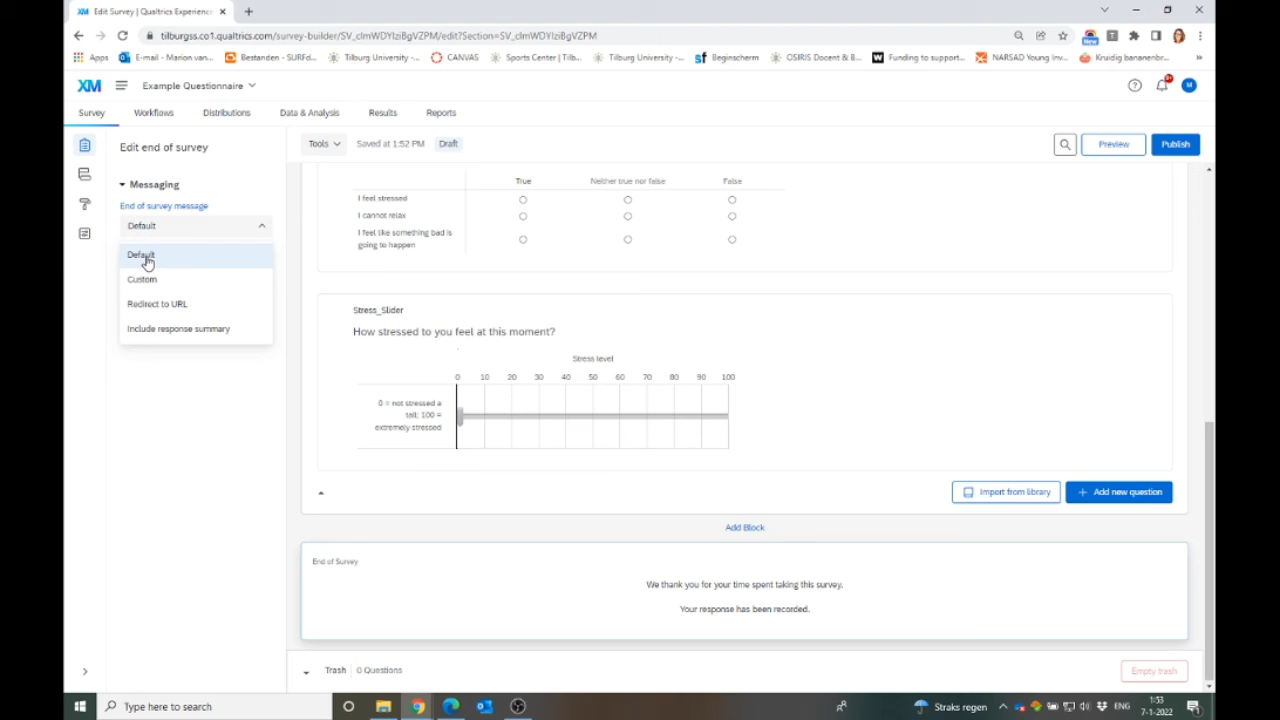 XM Edit Survey | Qualtrics Experience
tilburgss.co1.qualtrics.com/survey-builder/SV_clmWDYIziBgVZPM/edit?Section=SV_clmWDYIziBgVZPM
New
Apps E-mail - Marion van... Bestanden - SURFd... Tilburg University -... CANVAS Sports Center | Tilb... Tilburg University -... sf Beginscherm OSIRIS Docent & B... W Funding to support... NARSAD Young Inv... Kruidig bananenbr... »
XM Example Questionnaire M
Survey Workflows Distributions Data & Analysis Results Reports
Edit end of survey
Tools Saved at 1:52 PM Draft Preview Publish
Messaging
End of survey message
Default
Default
Custom
Redirect to URL
Include response summary
True Neither true nor false False
I feel stressed
I cannot relax
I feel like something bad is
going to happen
Stress_Slider
How stressed to you feel at this moment?
Stress level
0 10 20 30 40 50 60 70 80 90 100
0 = not stressed a
tall; 100 =
extremely stressed
Import from library + Add new question
Add Block
End of Survey
We thank you for your time spent taking this survey.
Your response has been recorded.
Trash 0 Questions Empty trash
Type here to search Straks regen ENG 1:53
7-1-2022